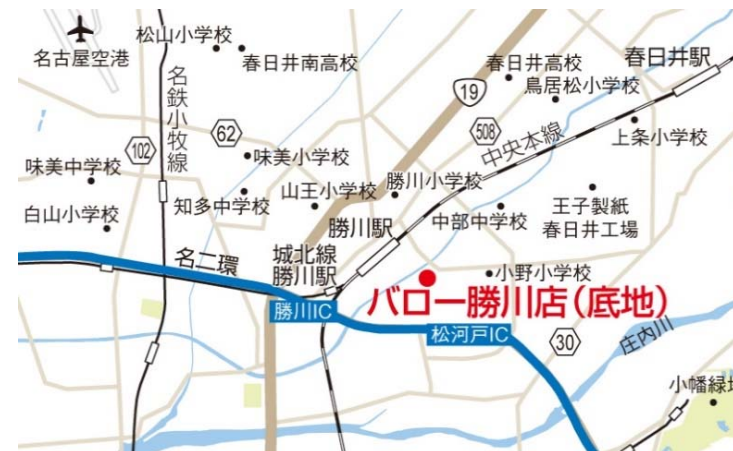 松山小学校
名古屋空港
春日井南高校
名鉄小牧線
62
102
19
508
春日井高校
鳥居松小学校
春日井駅
中央本線
上条小学校
味美中学校
味美小学校
白山小学校
知多中学校
山王小学校
勝川小学校
勝川駅
中部中学校
王子製紙
春日井工場
名二環
城北線
勝川駅
小野小学校
バロー勝川店(底地)
勝川IC
松河戸IC
30
庄内川
小幡緑